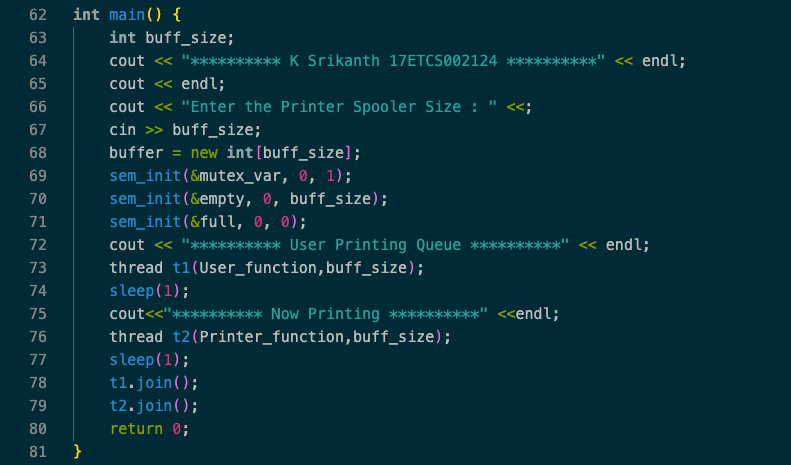 62 int main() {
63 int buff_size;
64 cout << "********** K Srikanth 17ETCS002124 **********" << endl;
65 cout << endl;
66 cout << "Enter the Printer Spooler Size : " <<;
67 cin >> buff_size;
68 buffer = new int[buff_size];
69 sem_init(&mutex_var, 0, 1);
70 sem_init(&empty, 0, buff_size);
71 sem_init(&full, 0, 0);
72 cout << "********** User Printing Queue **********" << endl;
73 thread t1(User_function,buff_size);
74 sleep(1);
75 cout<<"********** Now Printing **********" <<endl;
76 thread t2(Printer_function,buff_size);
77 sleep(1);
78 t1.join();
79 t2.join();
80 return 0;
81 }